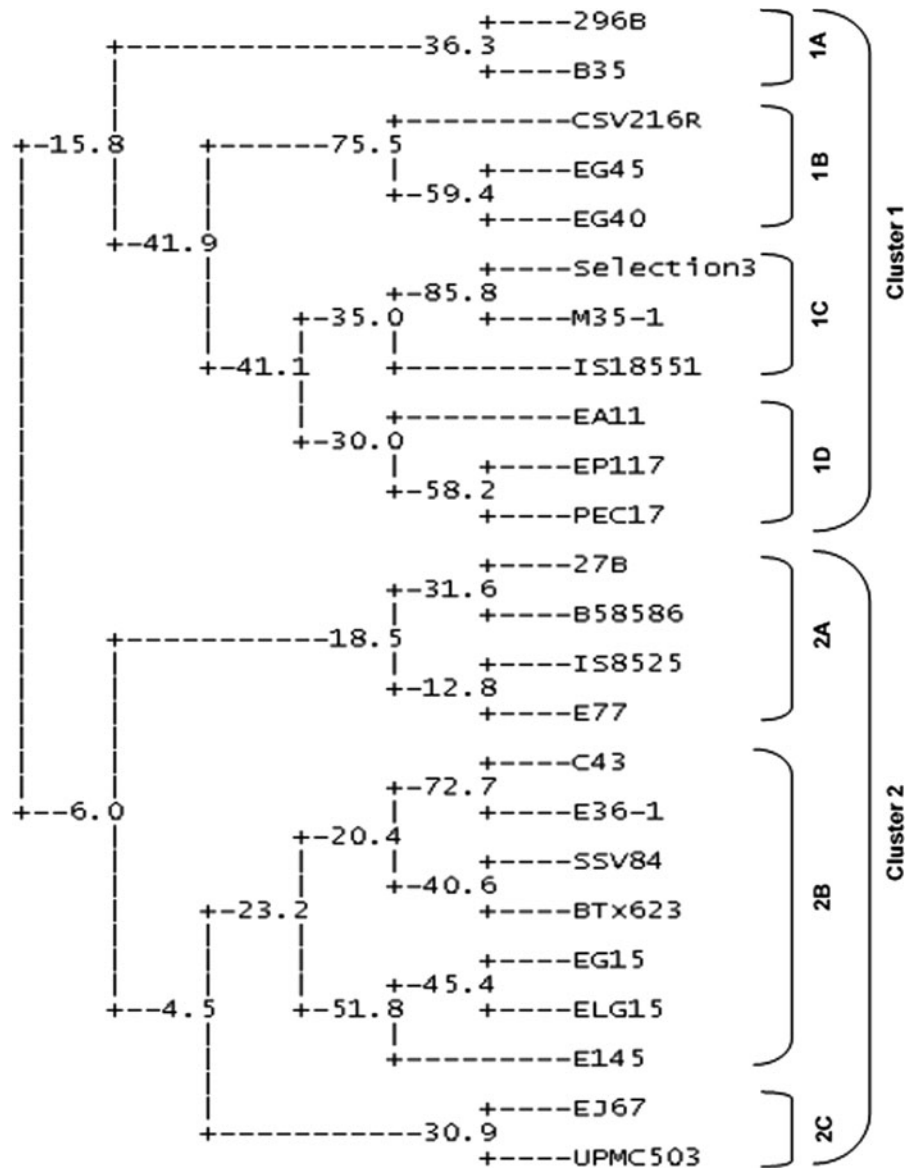 296B
36.3
B35
1A
CSV216R
15.8
75.5
EG45
59.4
EG40
1B
41.9
Selection3
85.8
35.0
M35-1
IS18551
41.1
1C
EA11
30.0
EP117
58.2
PEC17
1D
Cluster 1
27B
31.6
B58586
18.5
IS8525
12.8
E77
2A
C43
72.7
6.0
E36-1
20.4
SSV84
40.6
BTx623
23.2
EG15
45.4
4.5
51.8
ELG15
E145
2B
EJ67
30.9
UPMC503
2C
Cluster 2